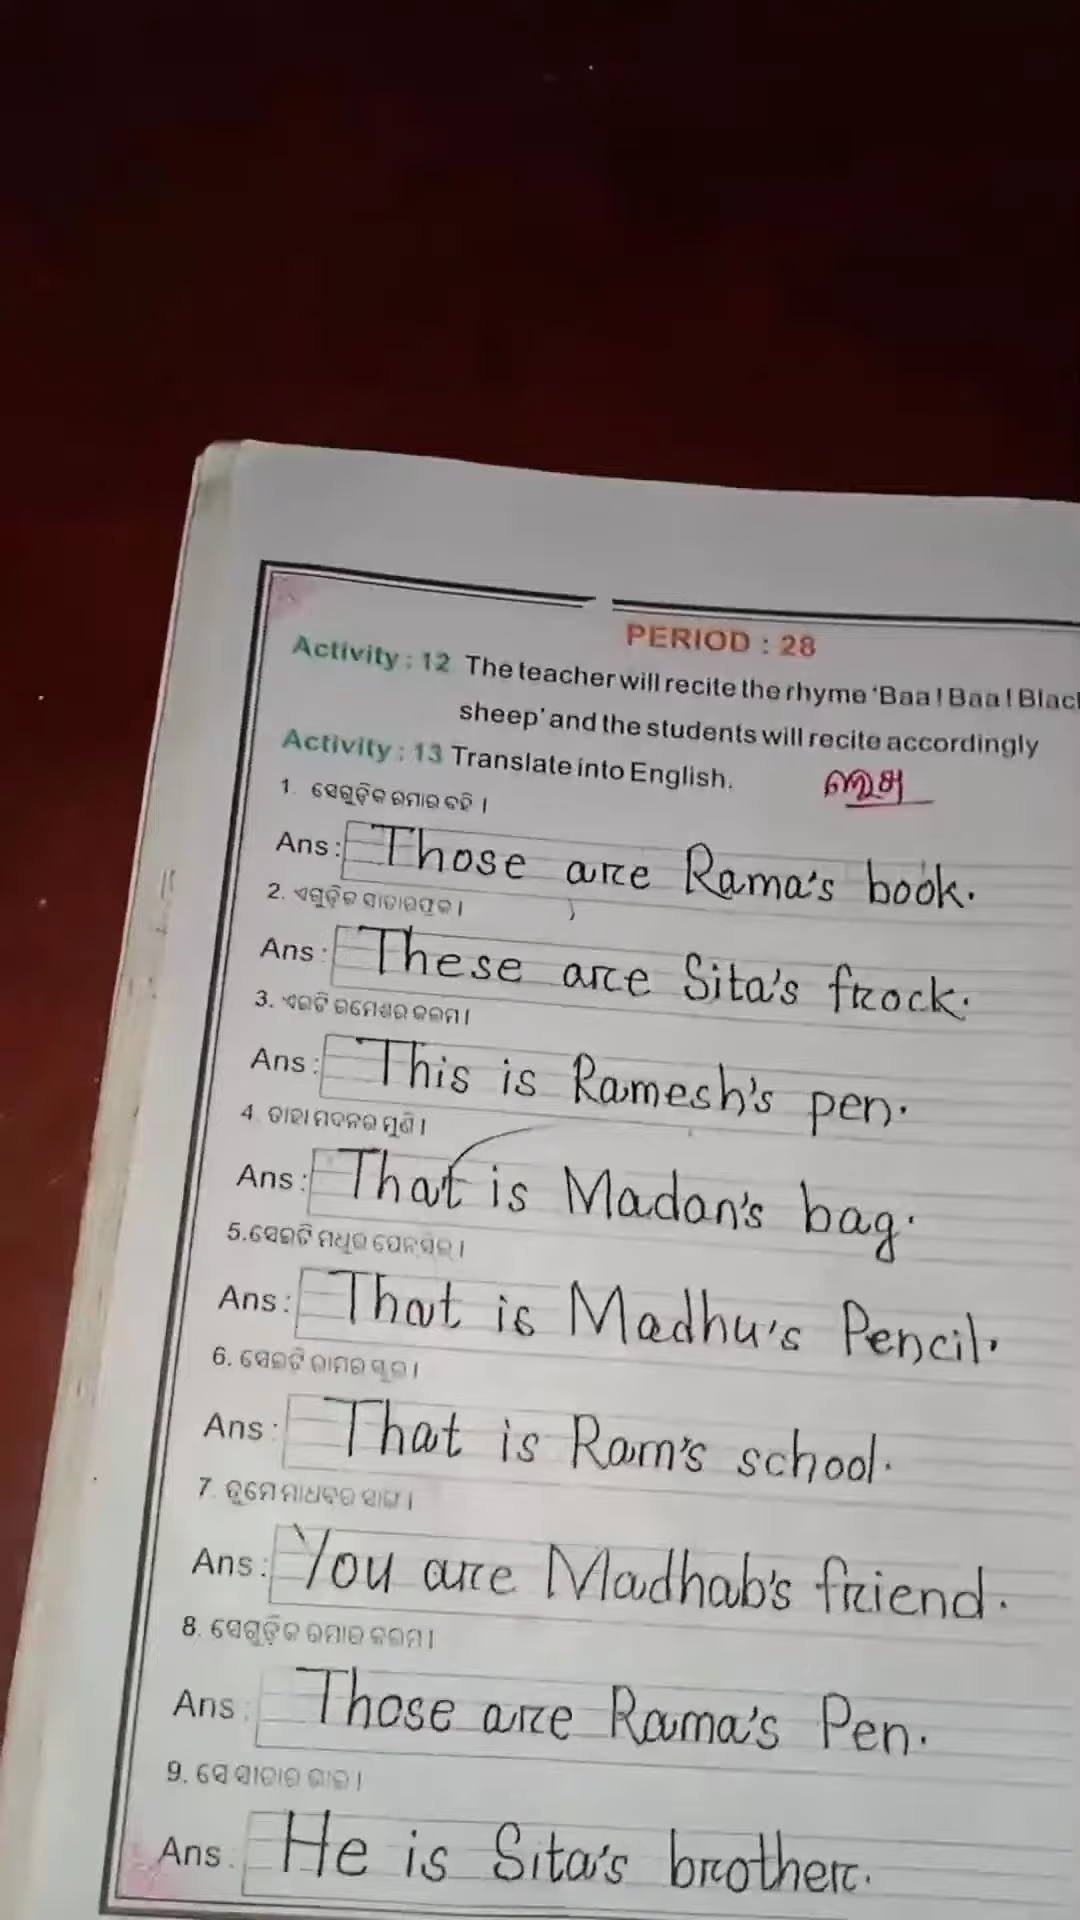 PERIOD : 28
Activity : 12 The teacher will recite the rhyme 'Baa ! Baa ! Blac
sheep' and the students will recite accordingly
Activity : 13 Translate into English.
1. ସେଗୁଡ଼ିକ ରମାର ବହି ।
Ans : Those are Rama's book.
2. ଏଗୁଡ଼ିକ ସୀତାର ଫ୍ରକ ।
Ans : These are Sita's frock.
3. ଏଇଟି ରମେଶର କଲମ ।
Ans : This is Ramesh's pen.
4. ତାହା ମଦନର ମୁଣି ।
Ans : That is Madan's bag.
5. ସେଇଟି ମଧୁର ପେନ୍‌ସିଲ୍ ।
Ans : That is Madhu's Pencil.
6. ସେଇଟି ରାମର ସ୍କୁଲ ।
Ans : That is Ram's school.
7. ତୁମେ ମାଧବର ସାଙ୍ଗ ।
Ans : You are Madhab's friend.
8. ସେଗୁଡ଼ିକ ରମାର କଲମ ।
Ans : Those are Rama's Pen.
9. ସେ ସୀତାର ଭାଇ ।
Ans : He is Sita's brother.